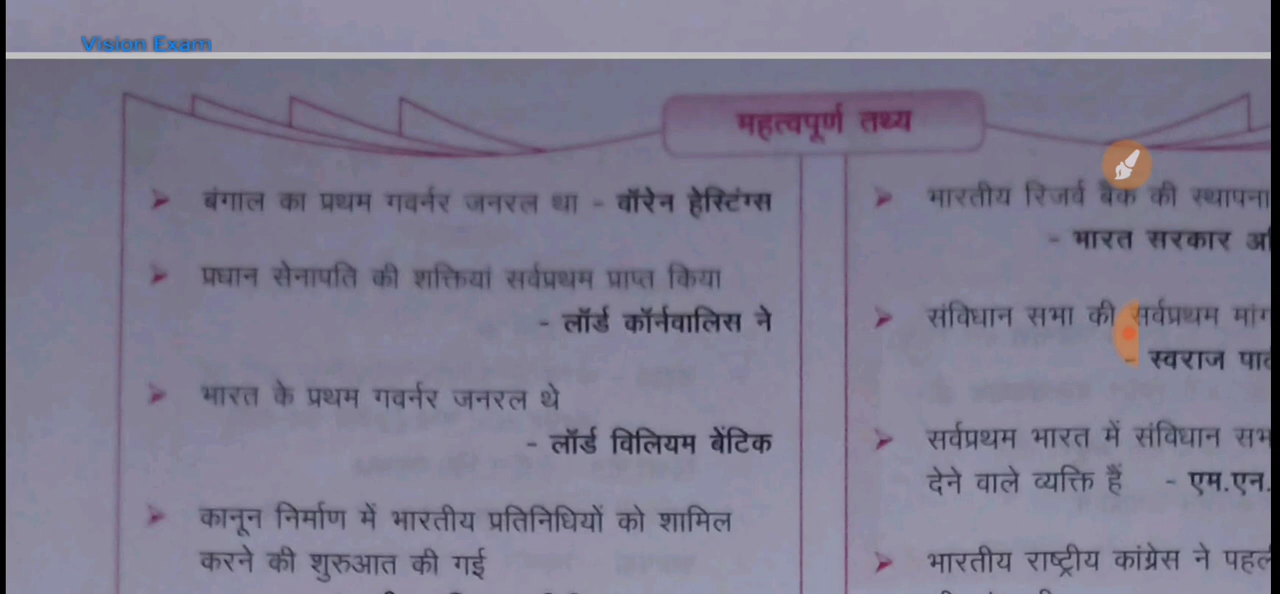 Vision Exam
महत्वपूर्ण तथ्य
बंगाल का प्रथम गवर्नर जनरल था - वॉरेन हेस्टिंग्स
प्रधान सेनापति की शक्तियां सर्वप्रथम प्राप्त किया
- लॉर्ड कॉर्नवालिस ने
भारत के प्रथम गवर्नर जनरल थे
- लॉर्ड विलियम बेंटिक
कानून निर्माण में भारतीय प्रतिनिधियों को शामिल
करने की शुरुआत की गई
भारतीय रिजर्व बैंक की स्थापना
- भारत सरकार
संविधान सभा की सर्वप्रथम
- स्वराज
सर्वप्रथम भारत में संविधान
देने वाले व्यक्ति हैं - एम.एन.
भारतीय राष्ट्रीय कांग्रेस ने